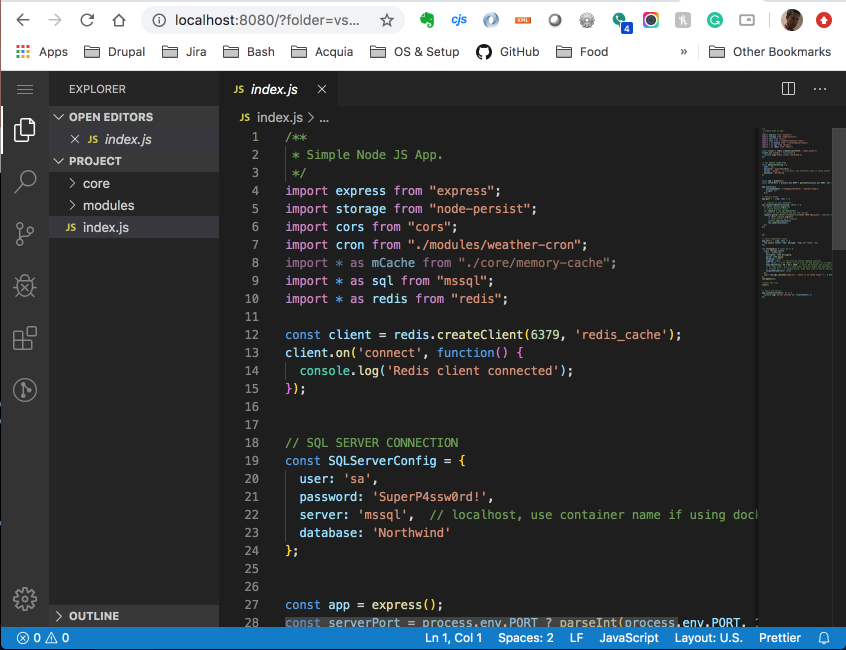 localhost:8080/?folder=vs...
cjs
XML
4
Apps
Drupal
Jira
Bash
Acquia
OS & Setup
GitHub
Food
»
Other Bookmarks
EXPLORER
JS index.js
OPEN EDITORS
JS index.js
PROJECT
core
modules
JS index.js
OUTLINE
JS index.js > ...
1 /**
2 * Simple Node JS App.
3 */
4 import express from "express";
5 import storage from "node-persist";
6 import cors from "cors";
7 import cron from "./modules/weather-cron";
8 import * as mCache from "./core/memory-cache";
9 import * as sql from "mssql";
10 import * as redis from "redis";
11
12 const client = redis.createClient(6379, 'redis_cache');
13 client.on('connect', function() {
14 console.log('Redis client connected');
15 });
16
17
18 // SQL SERVER CONNECTION
19 const SQLServerConfig = {
20 user: 'sa',
21 password: 'SuperP4ssw0rd!',
22 server: 'mssql', // localhost, use container name if using dock
23 database: 'Northwind'
24 };
25
26
27 const app = express();
28 const serverPort = process.env.PORT ? parseInt(process.env.PORT,
0 0
Ln 1, Col 1
Spaces: 2
LF
JavaScript
Layout: U.S.
Prettier